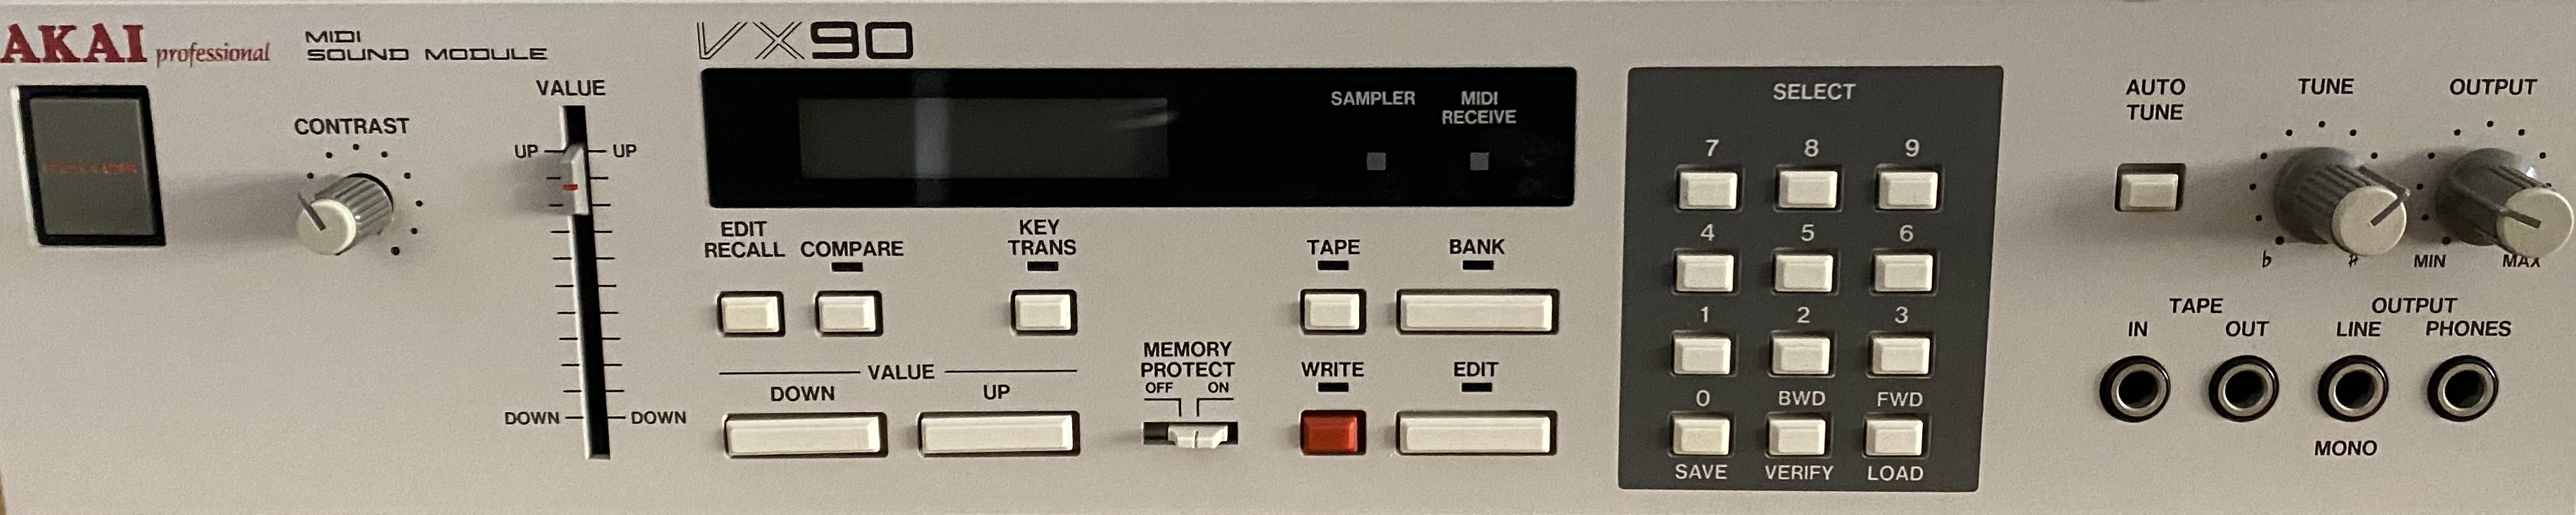 AKAI professional
MIDI
SOUND MODULE
VX90
CONTRAST
VALUE
UP UP
DOWN DOWN
SAMPLER
MIDI
RECEIVE
EDIT
RECALL
COMPARE
KEY
TRANS
TAPE
BANK
VALUE
DOWN
UP
MEMORY
PROTECT
OFF ON
WRITE
EDIT
SELECT
7 8 9
4 5 6
1 2 3
0 BWD FWD
SAVE VERIFY LOAD
AUTO
TUNE
TUNE
♭ #
OUTPUT
MIN MAX
TAPE
IN OUT
OUTPUT
LINE PHONES
MONO